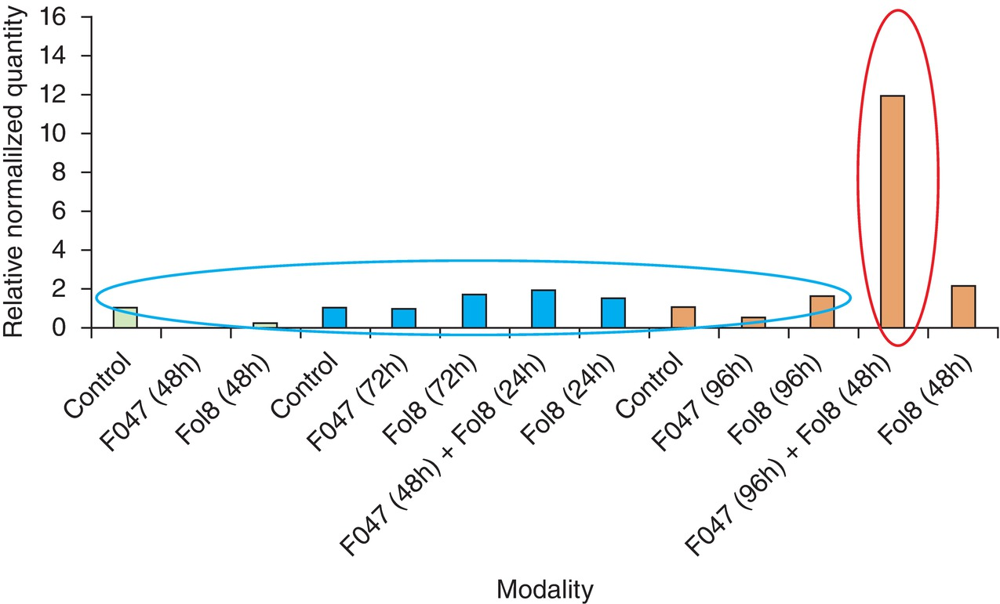 Relative normalized quantity
16
14
12
10
8
6
4
2
0
Control
F047 (48h)
Fol8 (48h)
Control
F047 (72h)
Fol8 (72h)
F047 (48h) + Fol8 (24h)
Fol8 (24h)
Control
F047 (96h)
Fol8 (96h)
F047 (96h) + Fol8 (48h)
Fol8 (48h)
Modality